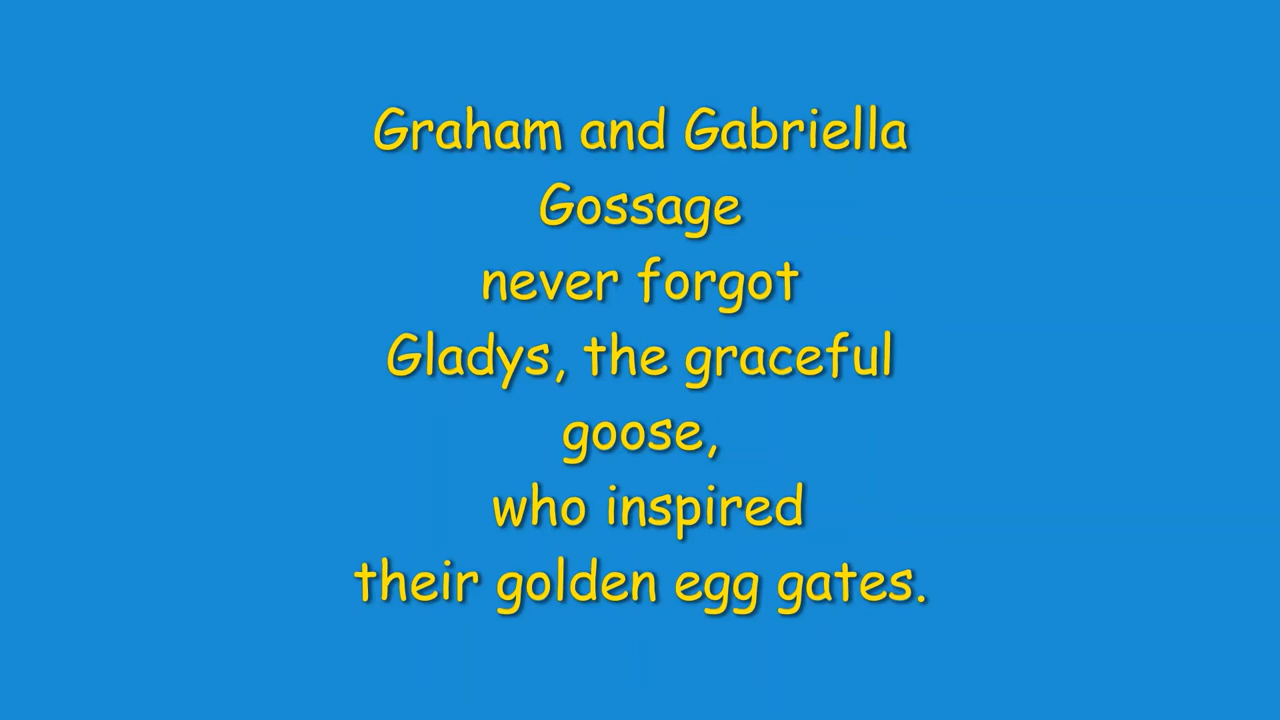 Graham and Gabriella
Gossage
never forgot
Gladys, the graceful
goose,
who inspired
their golden egg gates.